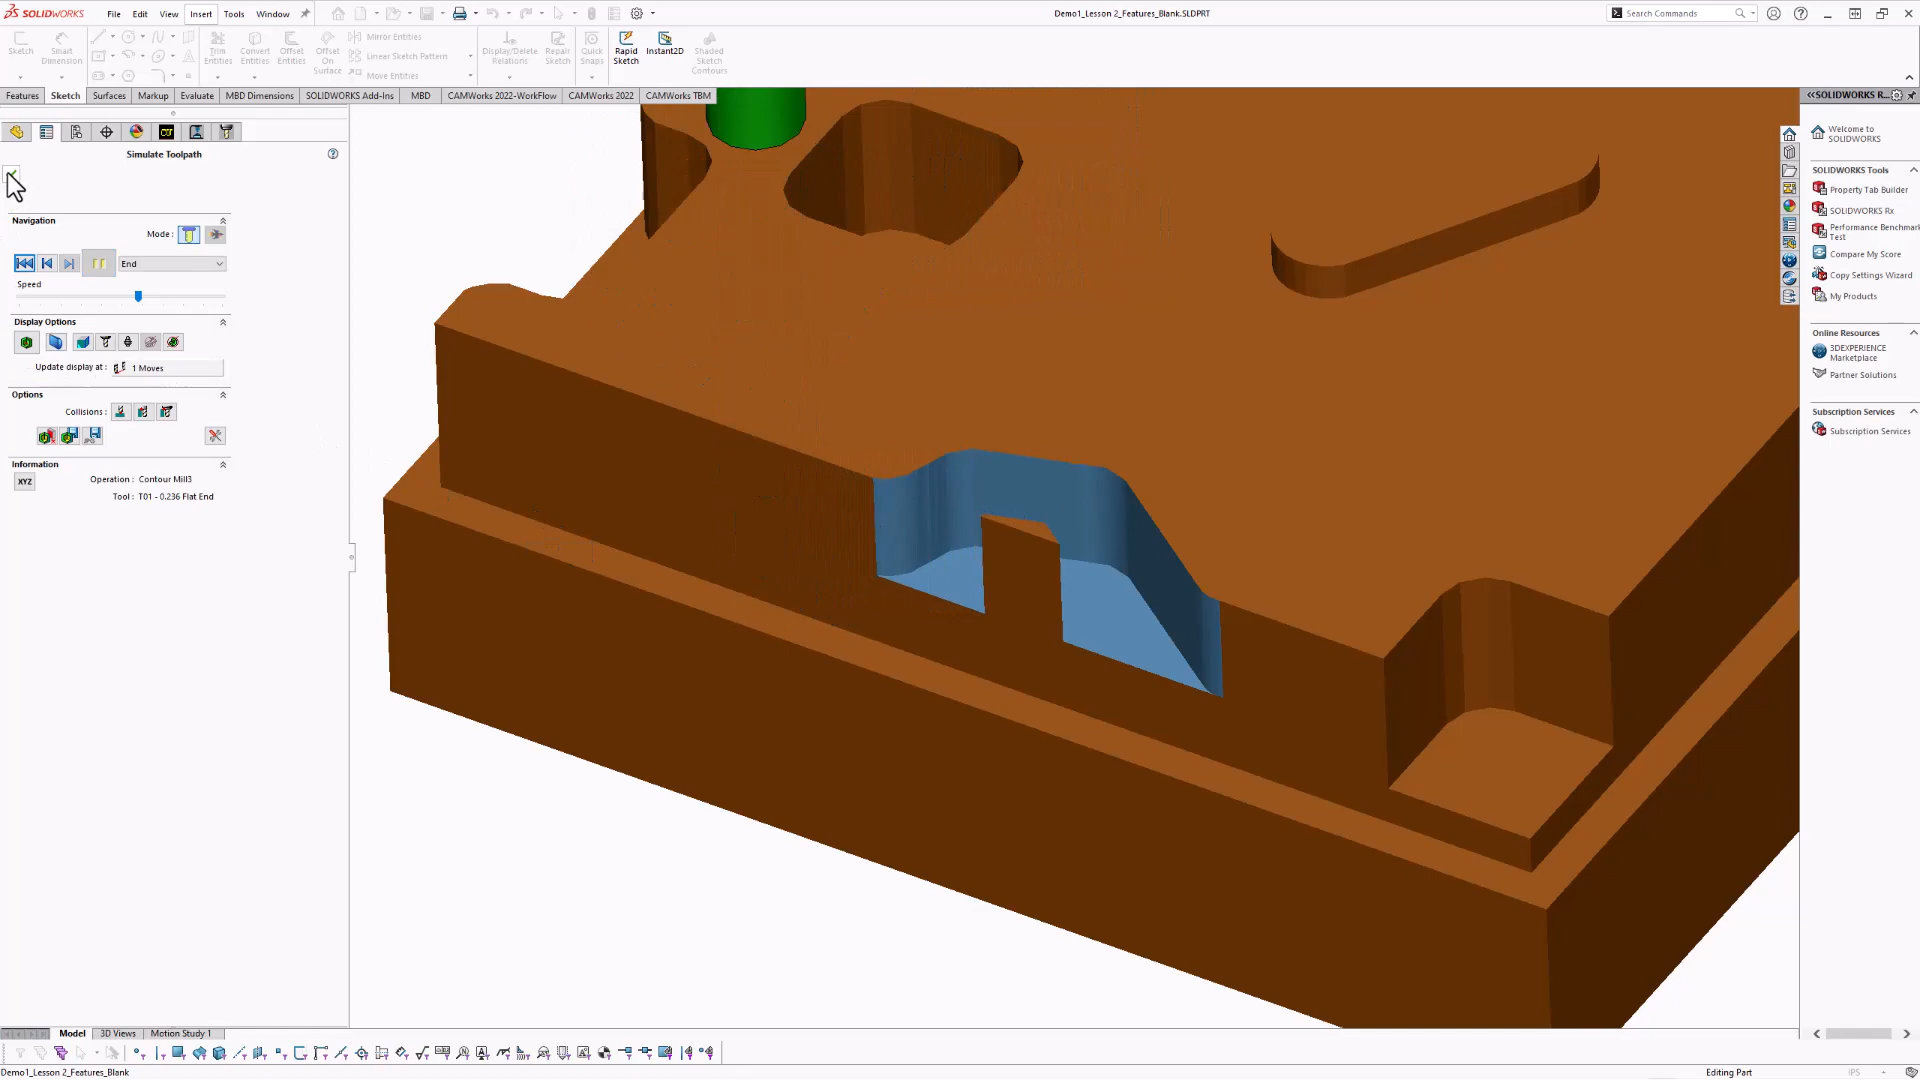 SOLIDWORKS File Edit View Insert Tools Window
Demo1_Lesson 2_Features_Blank.SLDPRT
Search Commands
Sketch
Smart Dimension
Trim Entities
Convert Entities
Offset Entities
Offset On Surface
Mirror Entities
Linear Sketch Pattern
Move Entities
Display/Delete Relations
Repair Sketch
Quick Snaps
Rapid Sketch
Instant2D
Shaded Sketch Contours
Features Sketch Surfaces Markup Evaluate MBD Dimensions SOLIDWORKS Add-Ins MBD CAMWorks 2022-WorkFlow CAMWorks 2022 CAMWorks TBM
Simulate Toolpath
Navigation
Mode :
End
Speed
Display Options
Update display at : 1 Moves
Options
Collisions :
Information
XYZ
Operation : Contour Mill3
Tool : T01 - 0.236 Flat End
SOLIDWORKS R...
Welcome to
SOLIDWORKS
SOLIDWORKS Tools
Property Tab Builder
SOLIDWORKS Rx
Performance Benchmark
Test
Compare My Score
Copy Settings Wizard
My Products
Online Resources
3DEXPERIENCE
Marketplace
Partner Solutions
Subscription Services
Subscription Services
Model 3D Views Motion Study 1
Demo1_Lesson 2_Features_Blank
Editing Part
IPS